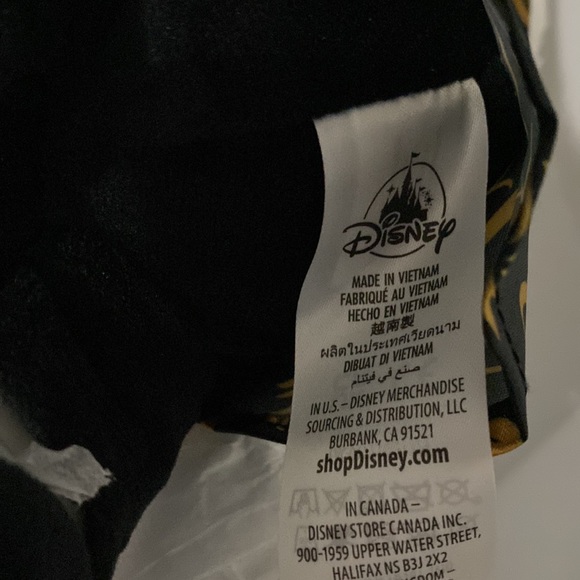 Disney
MADE IN VIETNAM
FABRIQUÉ AU VIETNAM
HECHO EN VIETNAM
越南製
ผลิตในประเทศเวียดนาม
DIBUAT DI VIETNAM
صنع في فيتنام
IN U.S. – DISNEY MERCHANDISE
SOURCING & DISTRIBUTION, LLC
BURBANK, CA 91521
shopDisney.com
IN CANADA –
DISNEY STORE CANADA INC.
900-1959 UPPER WATER STREET,
HALIFAX NS B3J 2X2